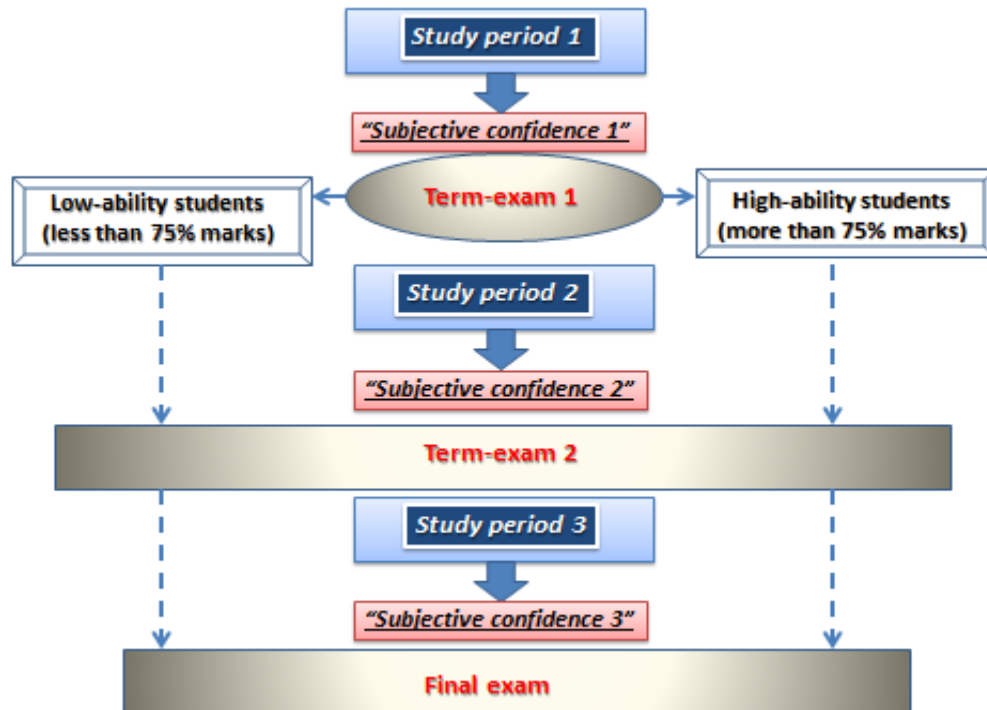 Study period 1
“Subjective confidence 1”
Term-exam 1
Low-ability students
(less than 75% marks)
High-ability students
(more than 75% marks)
Study period 2
“Subjective confidence 2”
Term-exam 2
Study period 3
“Subjective confidence 3”
Final exam